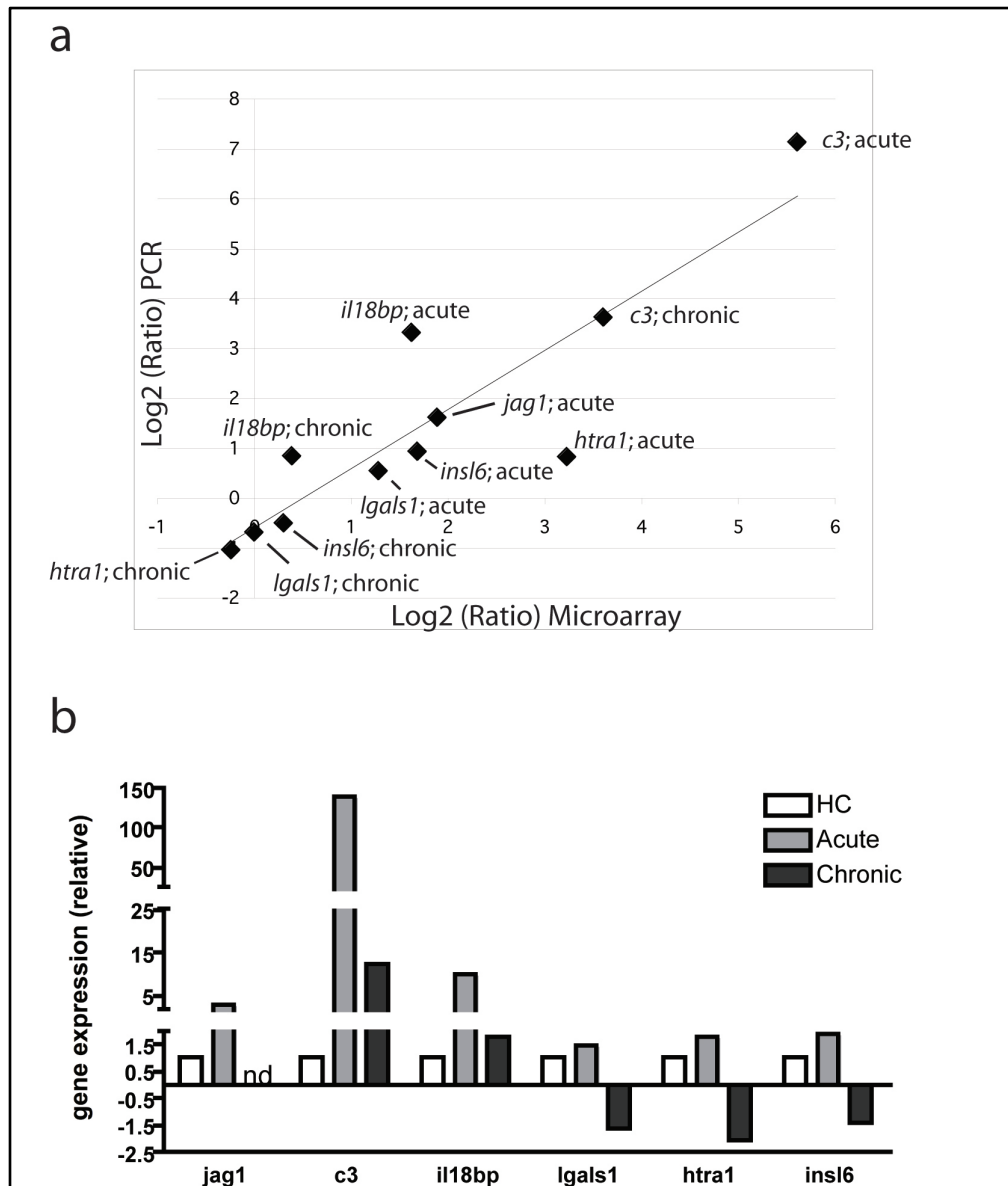 a
8
7
6
5
4
3
2
1
0
-2
-1
1
2
3
4
5
6
Log2 (Ratio) PCR
Log2 (Ratio) Microarray
c3; acute
il18bp; acute
c3; chronic
jag1; acute
il18bp; chronic
htra1; acute
insl6; acute
lgals1; acute
insl6; chronic
htra1; chronic
lgals1; chronic
b
gene expression (relative)
150
100
50
25
15
5
1.5
0.5
-0.5
-1.5
-2.5
HC
Acute
Chronic
nd
jag1 c3 il18bp lgals1 htra1 insl6